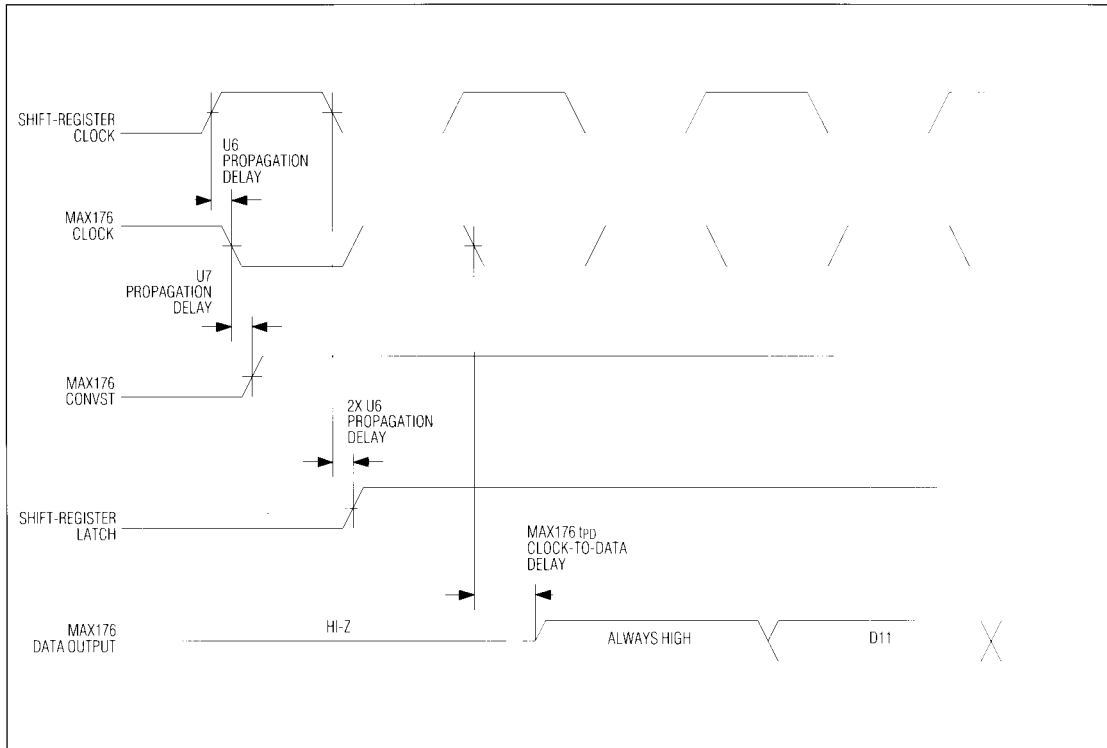 SHIFT-REGISTER
CLOCK
U6
PROPAGATION
DELAY
MAX176
CLOCK
U7
PROPAGATION
DELAY
MAX176
CONVST
2X U6
PROPAGATION
DELAY
SHIFT-REGISTER
LATCH
MAX176 tPD
CLOCK-TO-DATA
DELAY
MAX176
DATA OUTPUT
HI-Z
ALWAYS HIGH
D11